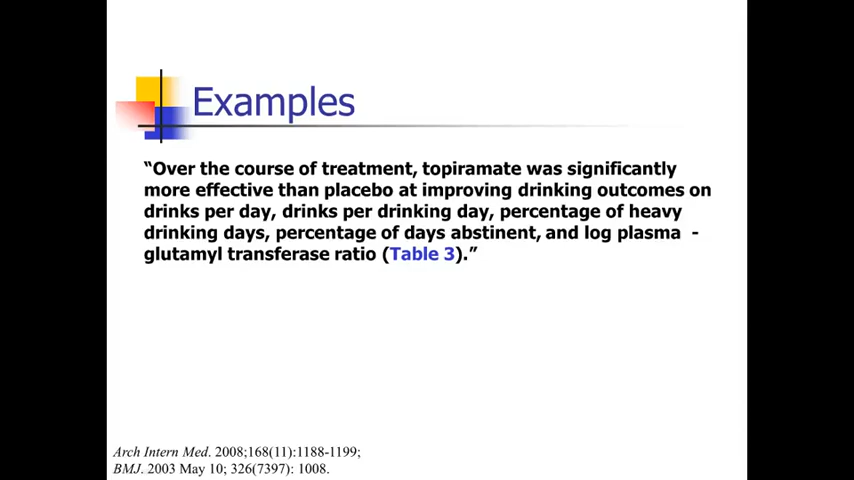 Examples
“Over the course of treatment, topiramate was significantly
more effective than placebo at improving drinking outcomes on
drinks per day, drinks per drinking day, percentage of heavy
drinking days, percentage of days abstinent, and log plasma -
glutamyl transferase ratio (Table 3).”
Arch Intern Med. 2008;168(11):1188-1199;
BMJ. 2003 May 10; 326(7397): 1008.